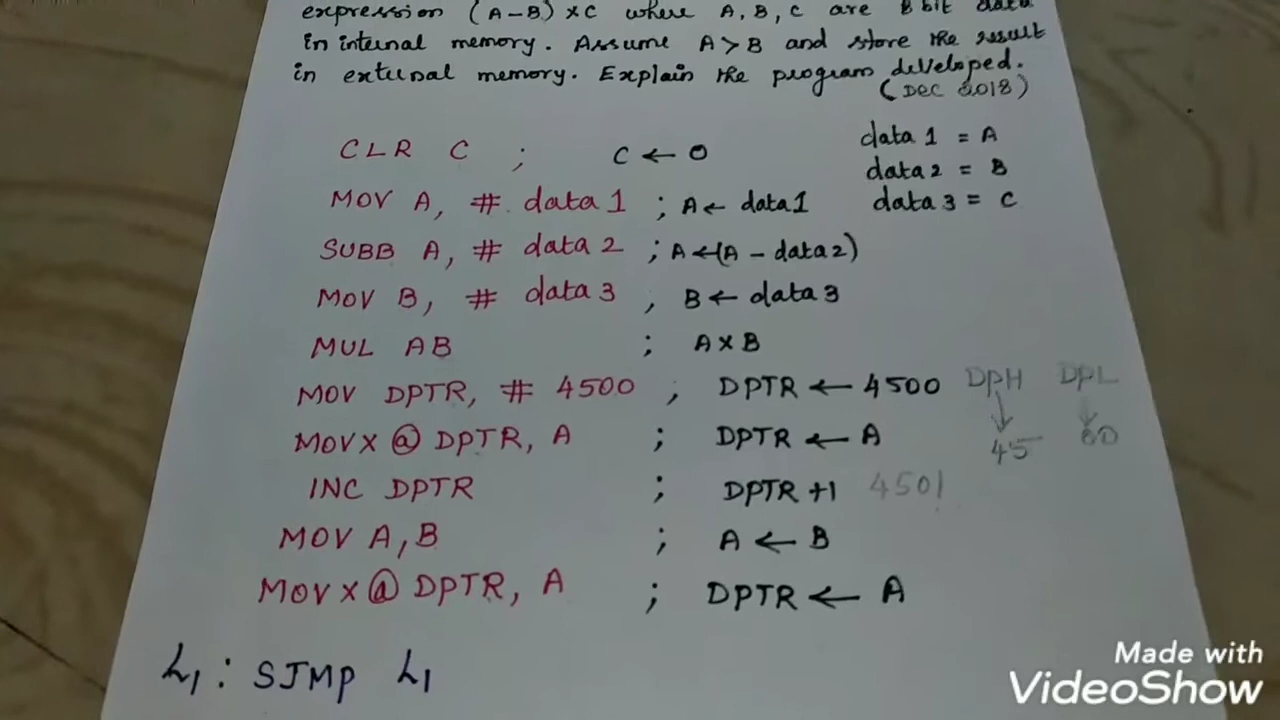 expression (A-B) × C where A, B, C are 8 bit data
in internal memory. Assume A > B and store the result
in external memory. Explain the program developed.
(Dec 2018)
data 1 = A
data 2 = B
data 3 = C
CLR C ; C ← 0
MOV A, # data 1 ; A ← data 1
SUBB A, # data 2 ; A ← (A - data 2)
MOV B, # data 3 , B ← data 3
MUL AB ; A × B
MOV DPTR, # 4500 , DPTR ← 4500 DPH DPL
MOVX @ DPTR, A ; DPTR ← A 45 00
INC DPTR ; DPTR +1 4501
MOV A, B ; A ← B
MOVX @ DPTR, A ; DPTR ← A
L1 : SJMP L1
Made with
VideoShow